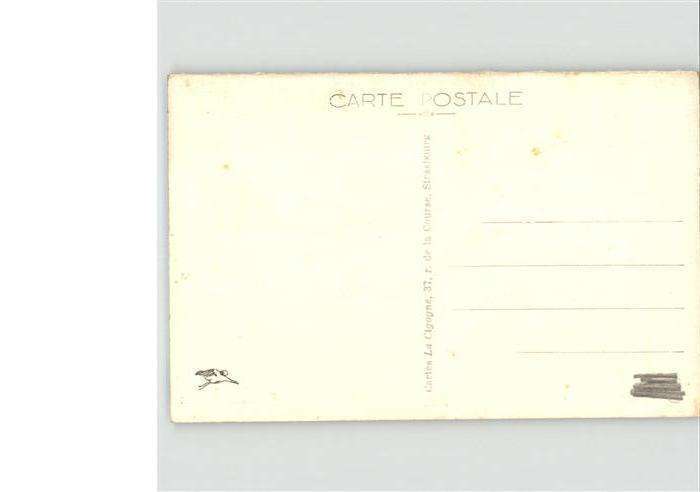 CARTE POSTALE
Cartes La Cigogne, 37, r. de la Course, Strasbourg